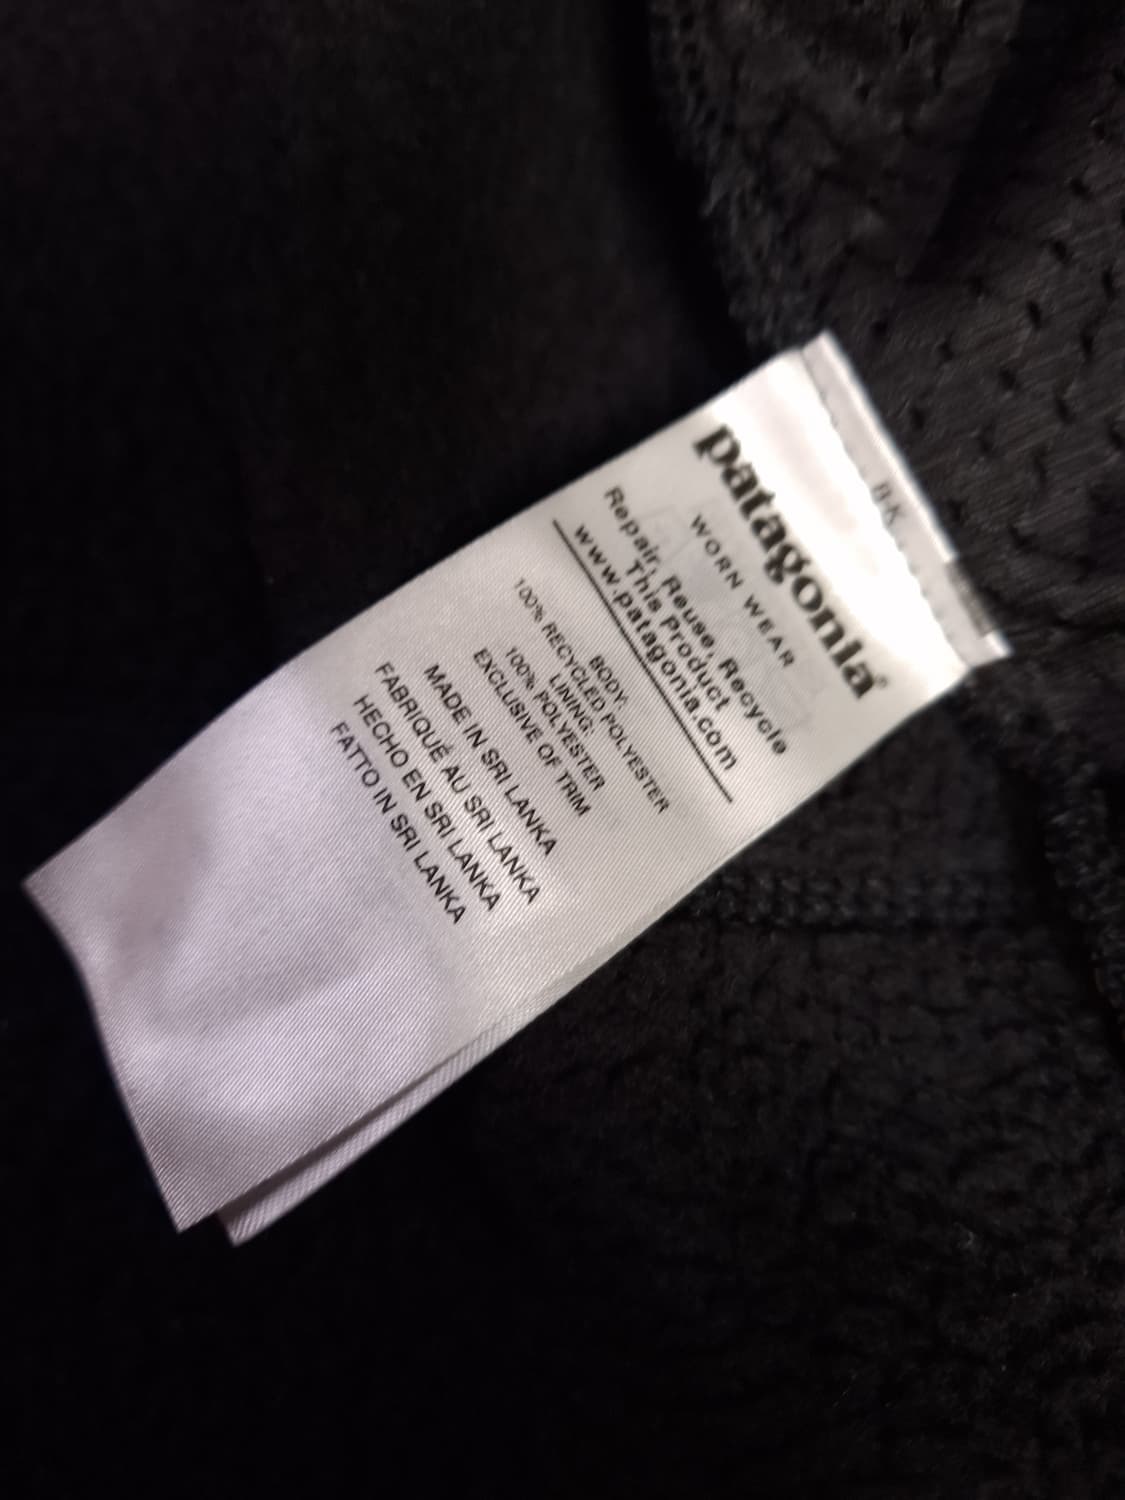 BK
patagonia®
WORN WEAR
Repair, Reuse, Recycle
This Product
www.patagonia.com
BODY:
100% RECYCLED POLYESTER
LINING:
100% POLYESTER
EXCLUSIVE OF TRIM
MADE IN SRI LANKA
FABRIQUÉ AU SRI LANKA
HECHO EN SRI LANKA
FATTO IN SRI LANKA